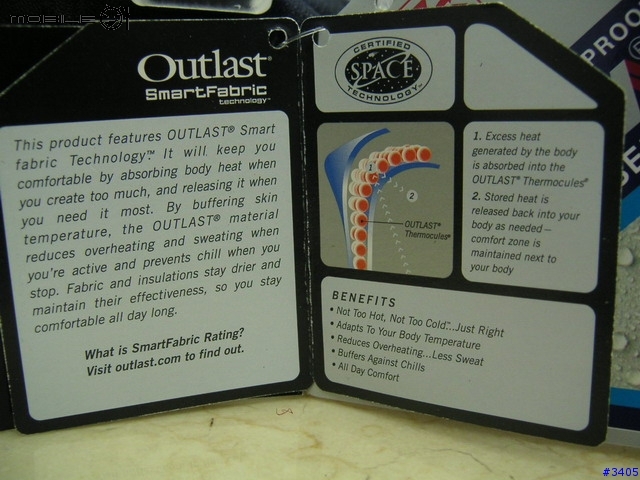 MOBILE01
Outlast®
SmartFabric
technology™
This product features OUTLAST® Smart
fabric Technology™. It will keep you
comfortable by absorbing body heat when
you create too much, and releasing it when
you need it most. By buffering skin
temperature, the OUTLAST® material
reduces overheating and sweating when
you're active and prevents chill when you
stop. Fabric and insulations stay drier and
maintain their effectiveness, so you stay
comfortable all day long.
What is SmartFabric Rating?
Visit outlast.com to find out.
CERTIFIED
SPACE
TECHNOLOGY™
1
2
OUTLAST®
Thermocules®
1. Excess heat
generated by the body
is absorbed into the
OUTLAST® Thermocules®
2. Stored heat is
released back into your
body as needed –
comfort zone is
maintained next to
your body
BENEFITS
• Not Too Hot, Not Too Cold™...Just Right
• Adapts To Your Body Temperature
• Reduces Overheating...Less Sweat
• Buffers Against Chills
• All Day Comfort
#3405